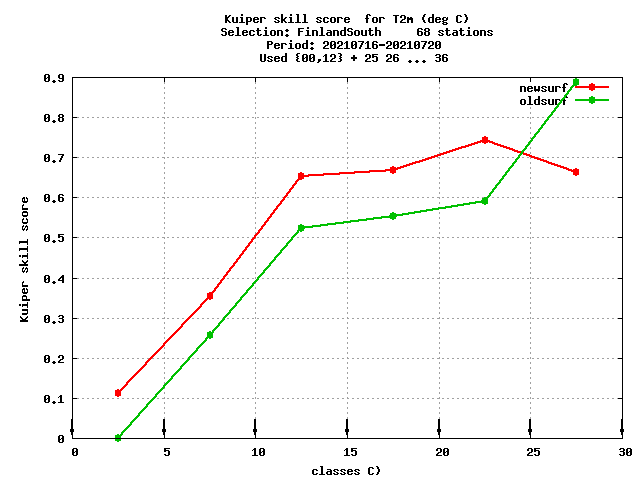 Kuiper skill score  for T2m (deg C)
Selection: FinlandSouth     68 stations
Period: 20210716-20210720
Used {00,12} + 25 26 ... 36
newsurf
oldsurf
Kuiper skill score
0.9
0.8
0.7
0.6
0.5
0.4
0.3
0.2
0.1
0
0 5 10 15 20 25 30
classes C)